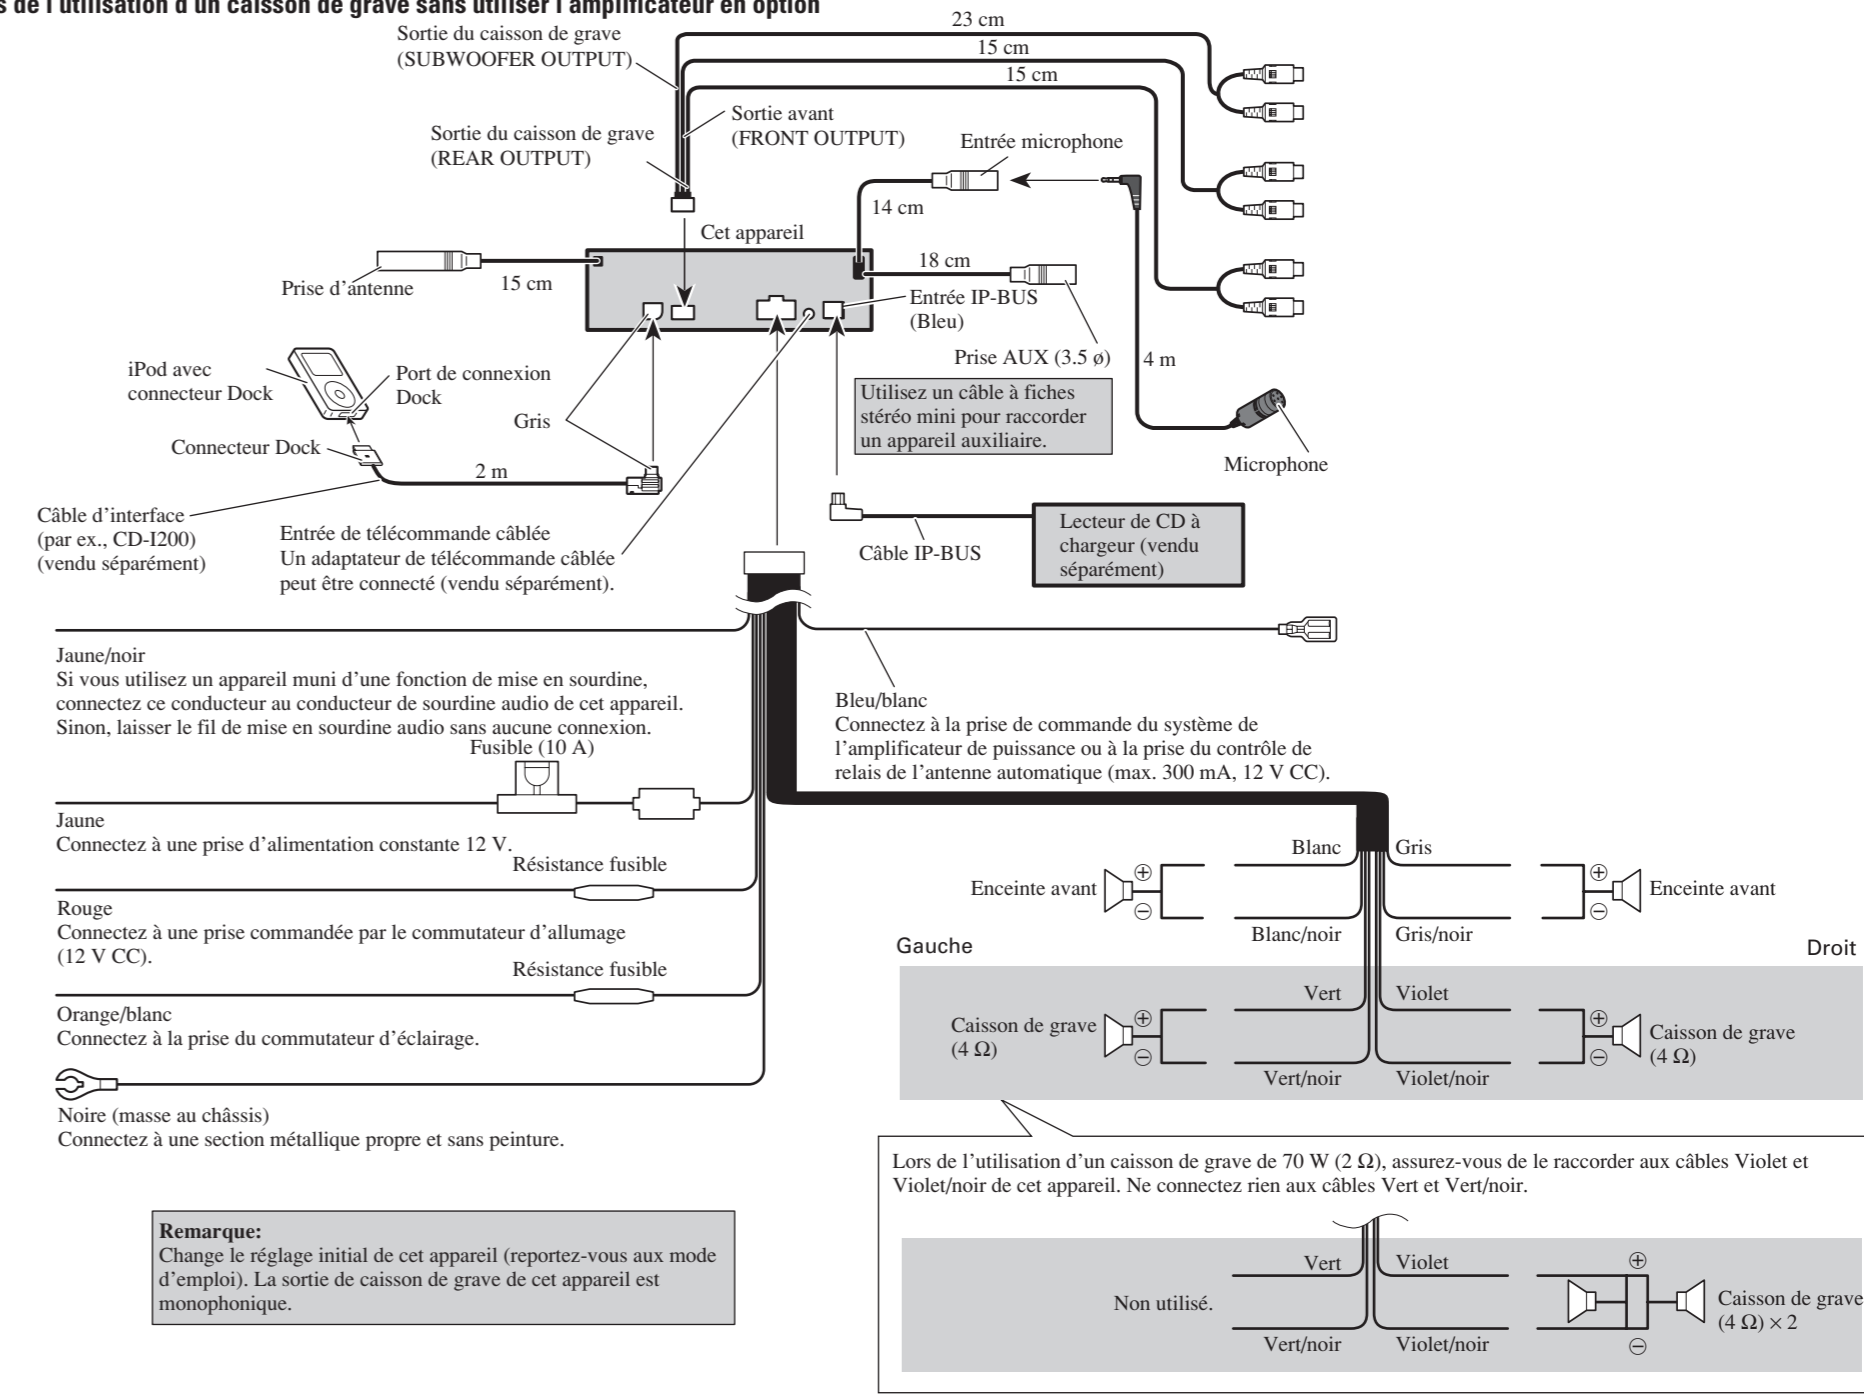 s de l'utilisation d'un caisson de grave sans utiliser l'amplificateur en option
Sortie du caisson de grave
(SUBWOOFER OUTPUT)
23 cm
15 cm
15 cm
Sortie avant
(FRONT OUTPUT)
Sortie du caisson de grave
(REAR OUTPUT)
Entrée microphone
14 cm
Cet appareil
18 cm
Prise d'antenne
15 cm
Entrée IP-BUS
(Bleu)
Prise AUX (3.5 ø)
4 m
iPod avec
connecteur Dock
Port de connexion
Dock
Utilisez un câble à fiches
stéréo mini pour raccorder
un appareil auxiliaire.
Gris
Connecteur Dock
2 m
Microphone
Câble d'interface
(par ex., CD-I200)
(vendu séparément)
Entrée de télécommande câblée
Un adaptateur de télécommande câblée
peut être connecté (vendu séparément).
Câble IP-BUS
Lecteur de CD à
chargeur (vendu
séparément)
Jaune/noir
Si vous utilisez un appareil muni d'une fonction de mise en sourdine,
connectez ce conducteur au conducteur de sourdine audio de cet appareil.
Sinon, laisser le fil de mise en sourdine audio sans aucune connexion.
Bleu/blanc
Connectez à la prise de commande du système de
l'amplificateur de puissance ou à la prise du contrôle de
relais de l'antenne automatique (max. 300 mA, 12 V CC).
Fusible (10 A)
Jaune
Connectez à une prise d'alimentation constante 12 V.
Résistance fusible
Rouge
Connectez à une prise commandée par le commutateur d'allumage
(12 V CC).
Résistance fusible
Orange/blanc
Connectez à la prise du commutateur d'éclairage.
Noire (masse au châssis)
Connectez à une section métallique propre et sans peinture.
Blanc
Gris
Enceinte avant
⊕
⊖
⊕
⊖
Enceinte avant
Blanc/noir
Gris/noir
Gauche
Droit
Vert
Violet
Caisson de grave
(4 Ω)
⊕
⊖
⊕
⊖
Caisson de grave
(4 Ω)
Vert/noir
Violet/noir
Lors de l'utilisation d'un caisson de grave de 70 W (2 Ω), assurez-vous de le raccorder aux câbles Violet et
Violet/noir de cet appareil. Ne connectez rien aux câbles Vert et Vert/noir.
Remarque:
Change le réglage initial de cet appareil (reportez-vous aux mode
d'emploi). La sortie de caisson de grave de cet appareil est
monophonique.
Vert
Violet
⊕
Non utilisé.
Caisson de grave
(4 Ω) × 2
Vert/noir
Violet/noir
⊖